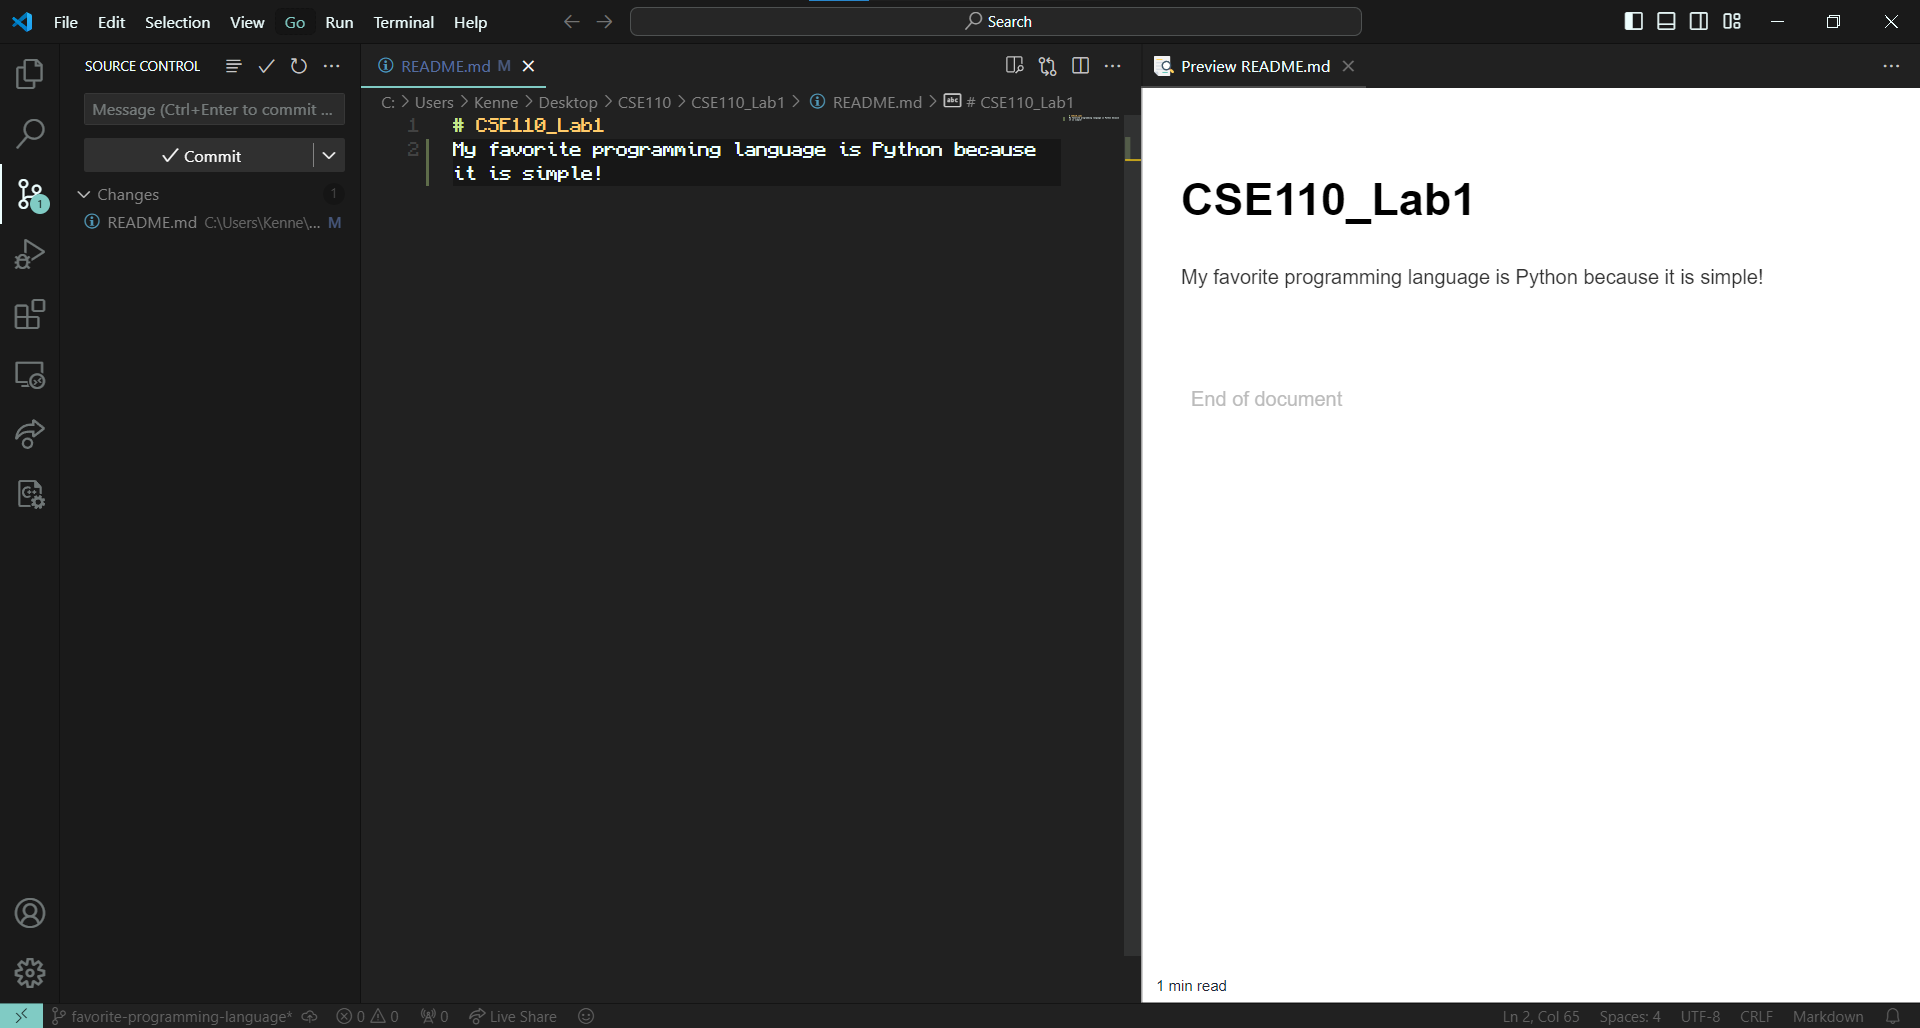 File Edit Selection View Go Run Terminal Help
Search
SOURCE CONTROL
Message (Ctrl+Enter to commit ...
Commit
Changes 1
README.md C:\Users\Kenne\... M
1
README.md M
C: > Users > Kenne > Desktop > CSE110 > CSE110_Lab1 > README.md > # CSE110_Lab1
1 # CSE110_Lab1
2 My favorite programming language is Python because
it is simple!
Preview README.md
CSE110_Lab1
My favorite programming language is Python because it is simple!
End of document
1 min read
favorite-programming-language* 0 0 0 Live Share
Ln 2, Col 65 Spaces: 4 UTF-8 CRLF Markdown